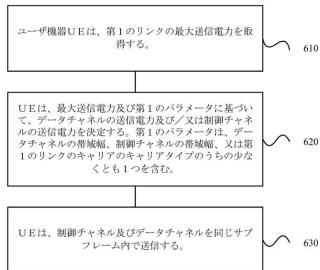 ユーザ機器UEは、第1のリンクの最大送信電力を取
得する。
610
UEは、最大送信電力及び第1のパラメータに基づい
て、データチャネルの送信電力及び／又は制御チャネ
ルの送信電力を決定する。第1のパラメータは、デー
タチャネルの帯域幅、制御チャネルの帯域幅、又は第
1のリンクのキャリアのキャリアタイプのうちの少な
くとも1つを含む。
620
UEは、制御チャネル及びデータチャネルを同じサブ
フレーム内で送信する。
630